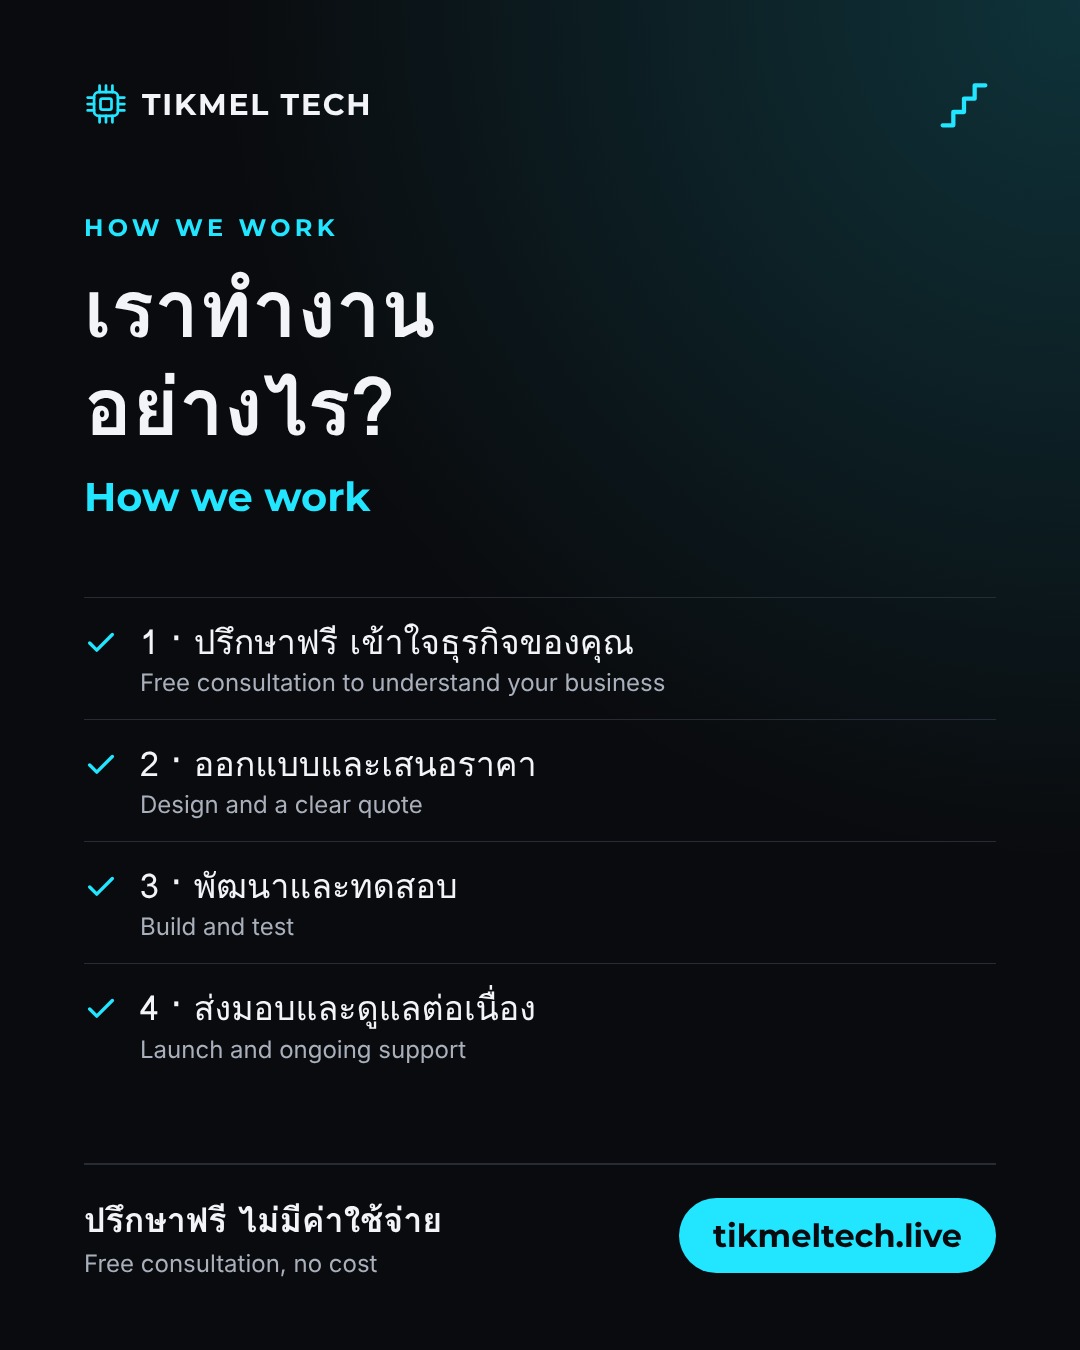 TIKMEL TECH
HOW WE WORK
เราทำงาน
อย่างไร?
How we work
1 · ปรึกษาฟรี เข้าใจธุรกิจของคุณ
Free consultation to understand your business
2 · ออกแบบและเสนอราคา
Design and a clear quote
3 · พัฒนาและทดสอบ
Build and test
4 · ส่งมอบและดูแลต่อเนื่อง
Launch and ongoing support
ปรึกษาฟรี ไม่มีค่าใช้จ่าย
Free consultation, no cost
tikmeltech.live